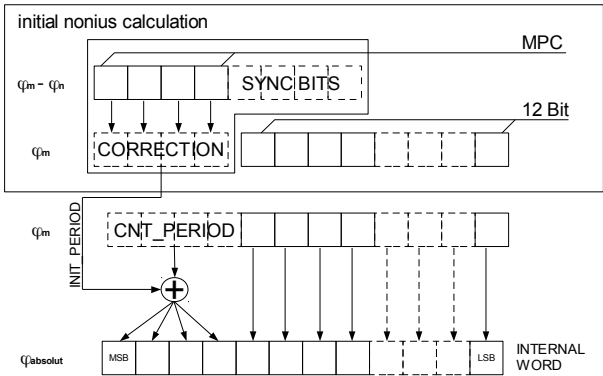 initial nonius calculation
MPC
φm - φn SYNC BITS
12 Bit
φm CORRECTION
INIT_PERIOD
φm CNT_PERIOD
+
φabsolut MSB LSB INTERNAL
WORD